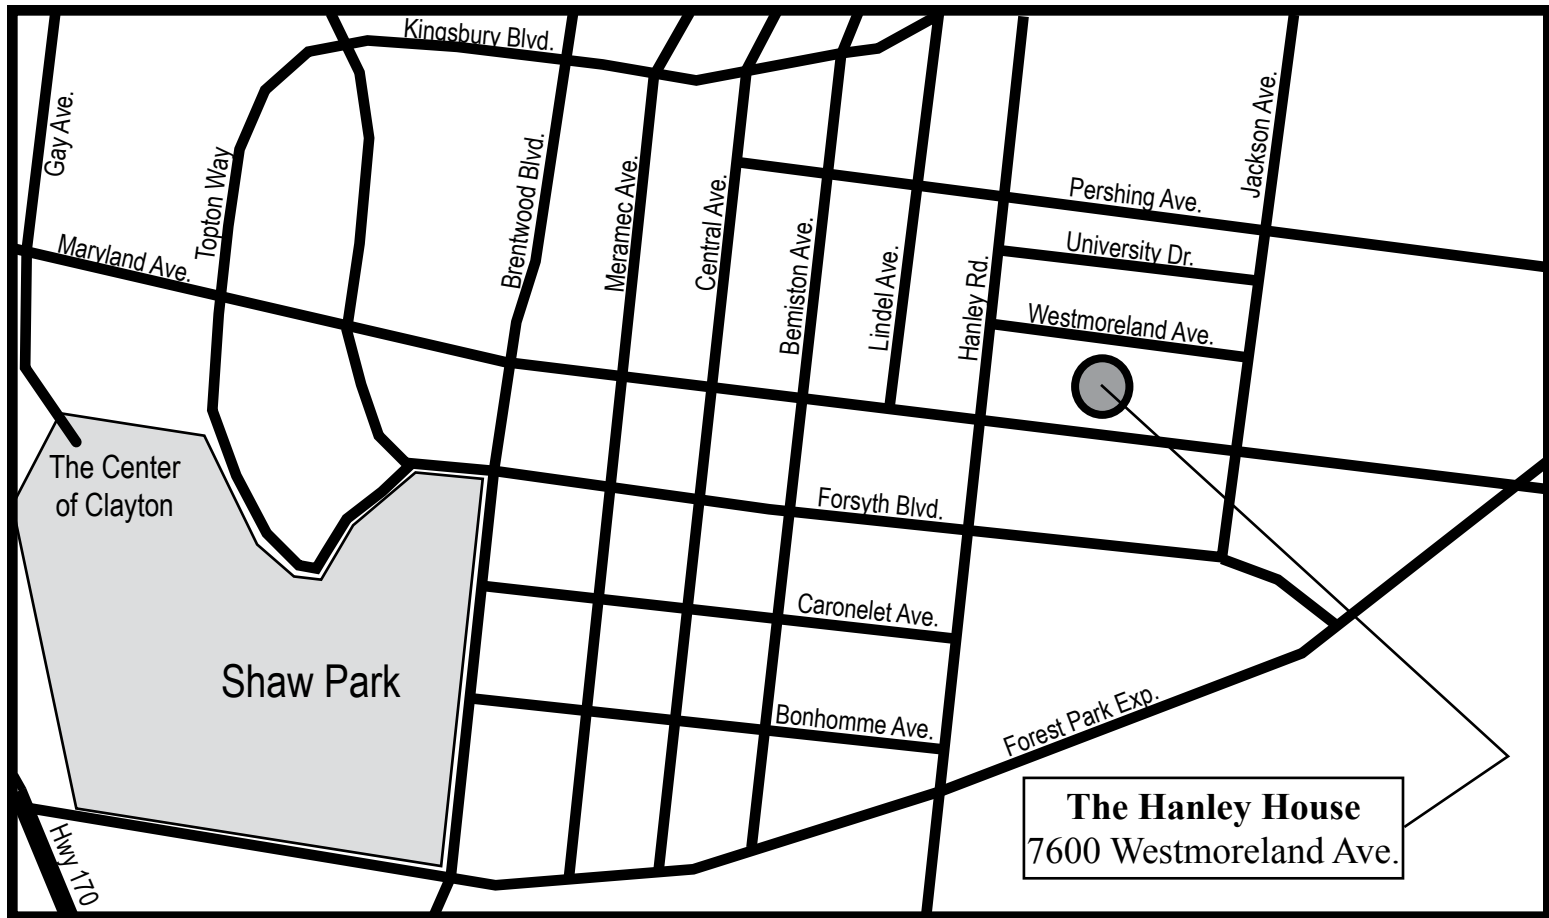 Kingsbury Blvd.
Gay Ave.
Topton Way
Maryland Ave.
Brentwood Blvd.
Meramec Ave.
Central Ave.
Bemiston Ave.
Lindel Ave.
Hanley Rd.
Jackson Ave.
Pershing Ave.
University Dr.
Westmoreland Ave.
The Center
of Clayton
Forsyth Blvd.
Caronelet Ave.
Shaw Park
Bonhomme Ave.
Forest Park Exp.
Hwy 170
The Hanley House
7600 Westmoreland Ave.